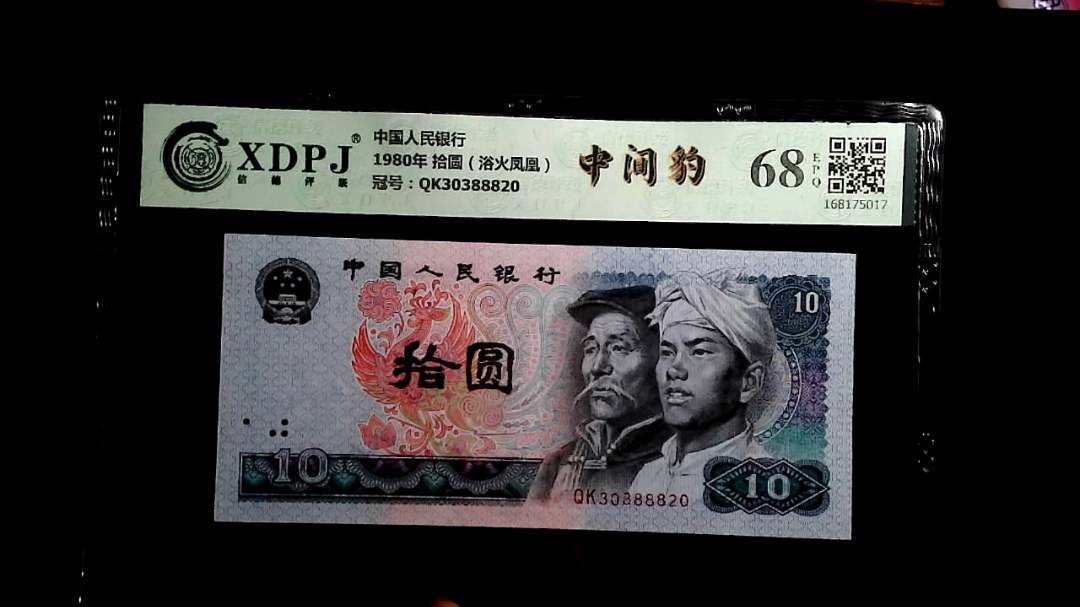 XDPJ®
信德评级
中国人民银行
1980年 拾圆（浴火凤凰）
冠号：QK30388820
中间豹
68
EPQ
168175017
中国人民银行
10
拾圆
10
QK30388820
10